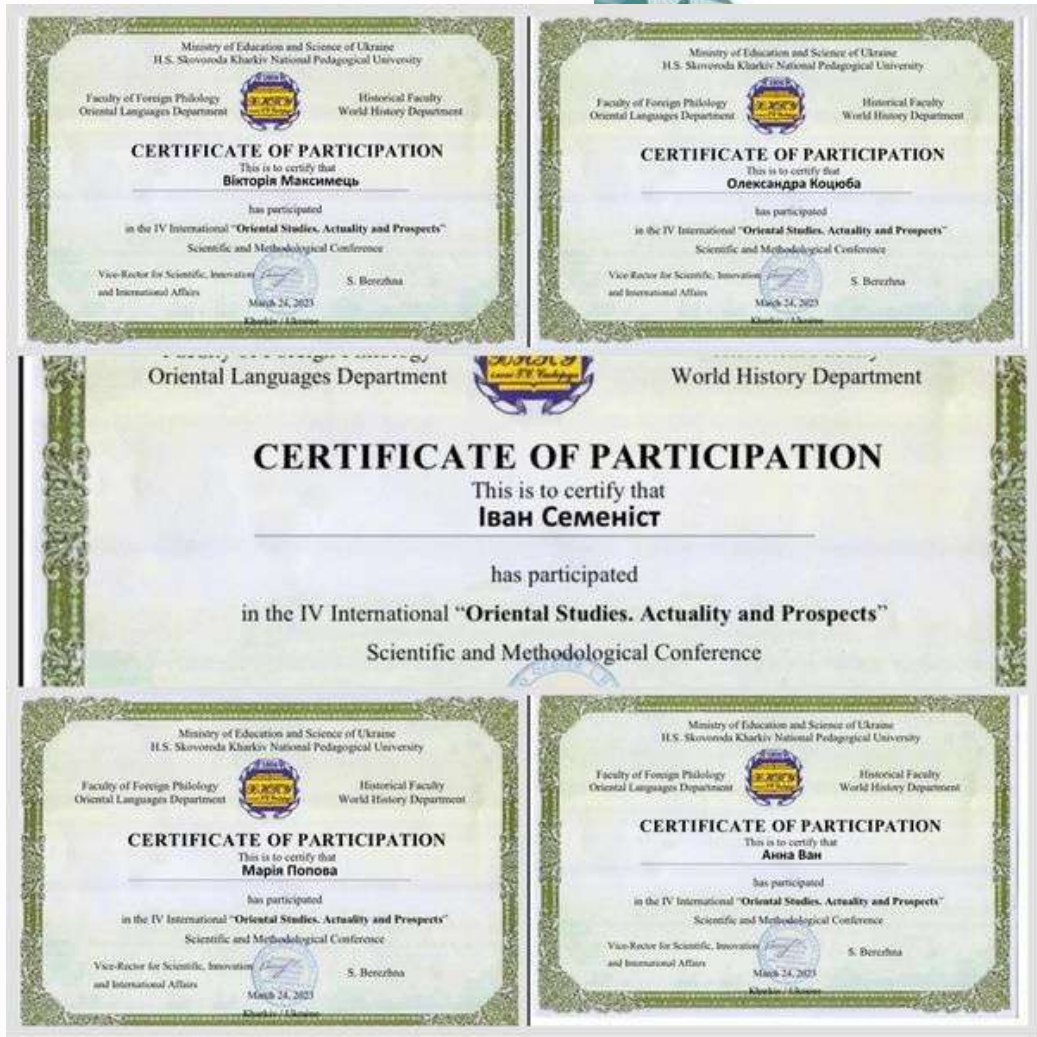 Ministry of Education and Science of Ukraine
H.S. Skovoroda Kharkiv National Pedagogical University
Faculty of Foreign Philology
Oriental Languages Department
Historical Faculty
World History Department
CERTIFICATE OF PARTICIPATION
This is to certify that
Вікторія Максимець
has participated
in the IV International "Oriental Studies. Actuality and Prospects"
Scientific and Methodological Conference
Vice-Rector for Scientific, Innovation
and International Affairs
S. Berezhna
March 24, 2023
Kharkiv / Ukraine
Ministry of Education and Science of Ukraine
H.S. Skovoroda Kharkiv National Pedagogical University
Faculty of Foreign Philology
Oriental Languages Department
Historical Faculty
World History Department
CERTIFICATE OF PARTICIPATION
This is to certify that
Олександра Коцюба
has participated
in the IV International "Oriental Studies. Actuality and Prospects"
Scientific and Methodological Conference
Vice-Rector for Scientific, Innovation
and International Affairs
S. Berezhna
March 24, 2023
Kharkiv / Ukraine
Faculty of Foreign Philology
Oriental Languages Department
World History Department
CERTIFICATE OF PARTICIPATION
This is to certify that
Іван Семеніст
has participated
in the IV International "Oriental Studies. Actuality and Prospects"
Scientific and Methodological Conference
Ministry of Education and Science of Ukraine
H.S. Skovoroda Kharkiv National Pedagogical University
Faculty of Foreign Philology
Oriental Languages Department
Historical Faculty
World History Department
CERTIFICATE OF PARTICIPATION
This is to certify that
Марія Попова
has participated
in the IV International "Oriental Studies. Actuality and Prospects"
Scientific and Methodological Conference
Vice-Rector for Scientific, Innovation
and International Affairs
S. Berezhna
March 24, 2023
Kharkiv / Ukraine
Ministry of Education and Science of Ukraine
H.S. Skovoroda Kharkiv National Pedagogical University
Faculty of Foreign Philology
Oriental Languages Department
Historical Faculty
World History Department
CERTIFICATE OF PARTICIPATION
This is to certify that
Анна Ван
has participated
in the IV International "Oriental Studies. Actuality and Prospects"
Scientific and Methodological Conference
Vice-Rector for Scientific, Innovation
and International Affairs
S. Berezhna
March 24, 2023
Kharkiv / Ukraine